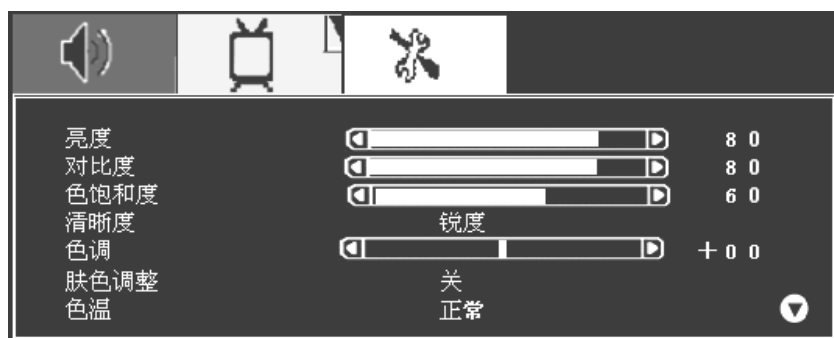 亮度 80
对比度 80
色饱和度 60
清晰度 锐度
色调 +00
肤色调整 关
色温 正常